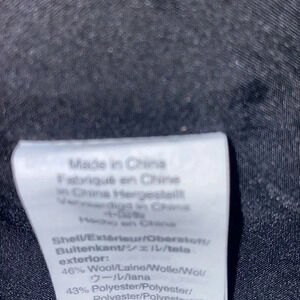 Made in China
Fabriqué en Chine
in China Hergestellt
Vervaardigd in China
中国製
Hecho en China
Shell/Extérieur/Oberstoff/
Buitenkant/シェル/tela
exterior:
46% Wool/Laine/Wolle/Wol/
ウール/lana
43% Polyester/Polyester/
Polyester/Polyester/